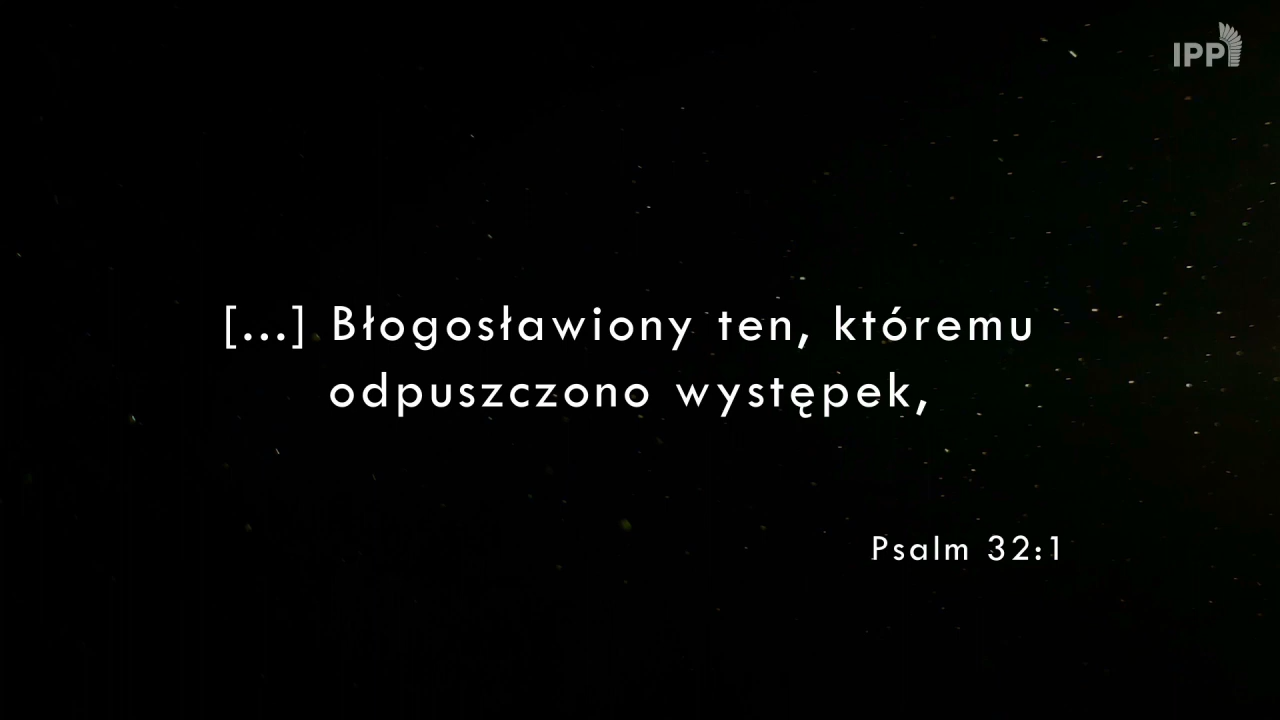 IPP
[...] Błogosławiony ten, któremu
odpuszczono występek,
Psalm 32:1